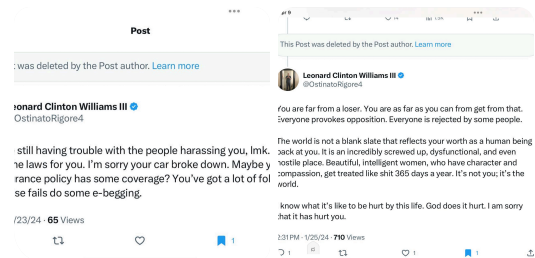 Post
was deleted by the Post author. Learn more
eonard Clinton Williams III
OstinatoRigore4
still having trouble with the people harassing you, lmk.
he laws for you. I'm sorry your car broke down. Maybe y
rance policy has some coverage? You've got a lot of fol
se fails do some e-begging.
/23/24 · 65 Views
1
This Post was deleted by the Post author. Learn more
Leonard Clinton Williams III
@OstinatoRigore4
You are far from a loser. You are as far as you can from get from that.
Everyone provokes opposition. Everyone is rejected by some people.
The world is not a blank slate that reflects your worth as a human being
back at you. It is an incredibly screwed up, dysfunctional, and even
hostile place. Beautiful, intelligent women, who have character and
compassion, get treated like shit 365 days a year. It's not you; it's the
world.
know what it's like to be hurt by this life. God does it hurt. I am sorry
that it has hurt you.
2:31 PM · 1/25/24 · 710 Views
1
1
1